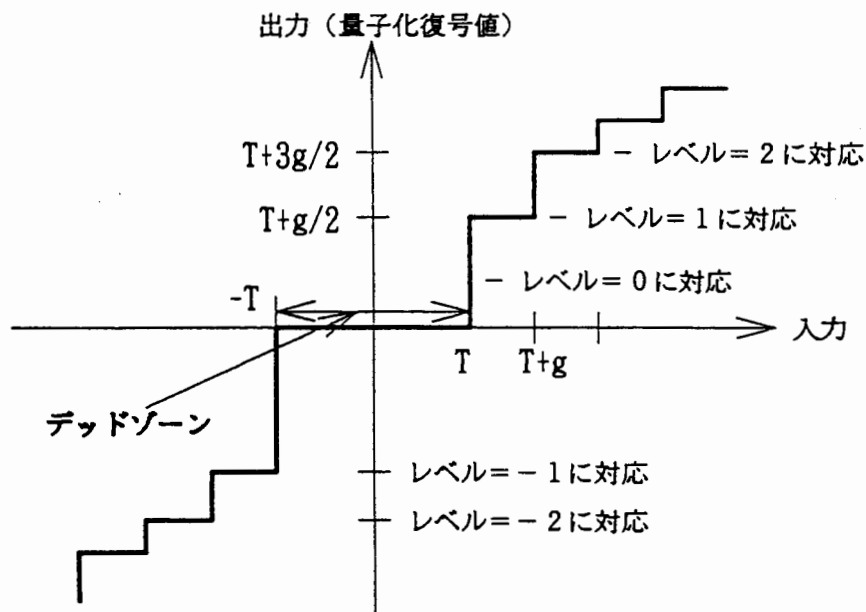 出力（量子化復号値）
T+3g/2
－ レベル＝２に対応
T+g/2
－ レベル＝１に対応
－ レベル＝０に対応
-T
入力
T
T+g
デッドゾーン
レベル＝－１に対応
レベル＝－２に対応